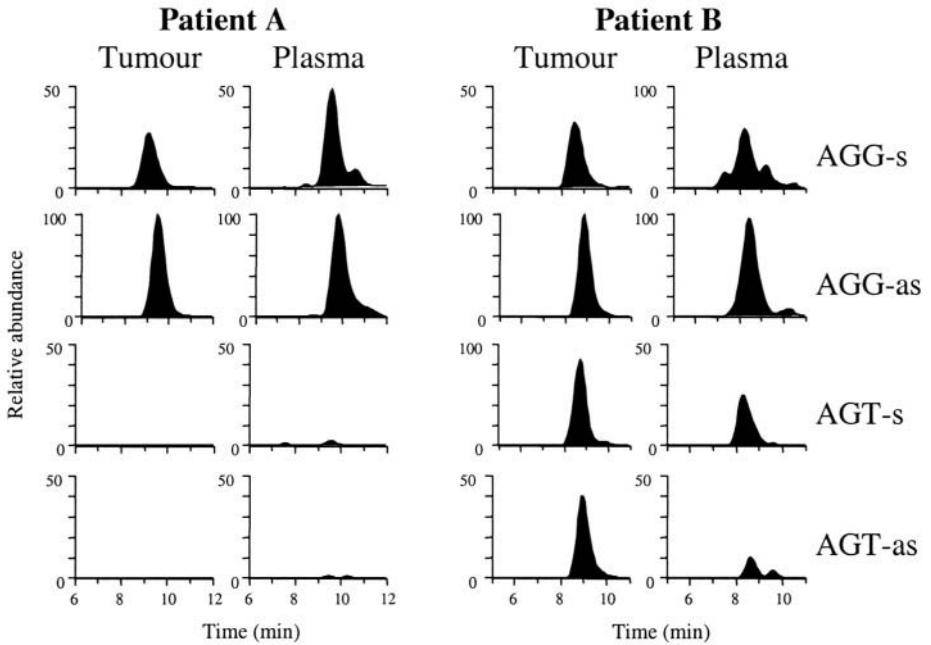 Patient A Patient B
Tumour Plasma Tumour Plasma
50 50 50 100
0 0 0 0
AGG-s
100 100 100 100
0 0 0 0
AGG-as
50 50 100 50
0 0 0 0
AGT-s
50 50 50 50
0 0 0 0
AGT-as
6 8 10 12 6 8 10 12 6 8 10 6 8 10
Time (min) Time (min)
Relative abundance